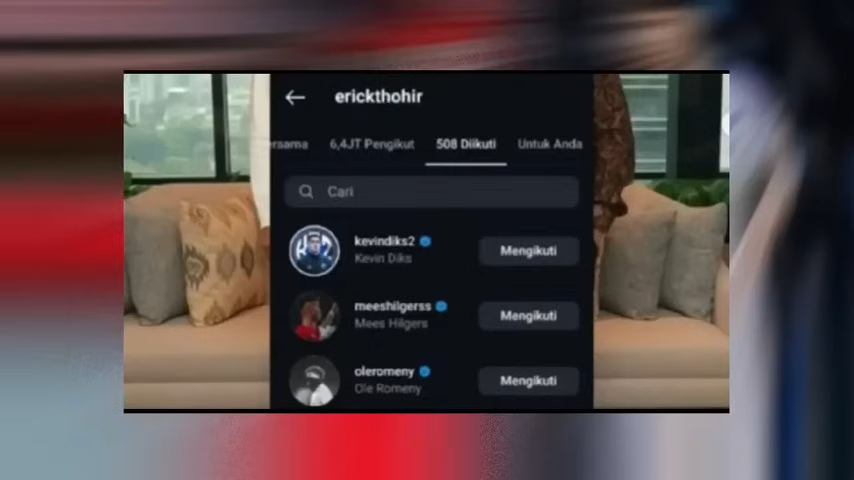 erickthohir
ersama 6,4JT Pengikut 508 Diikuti Untuk Anda
Cari
kevindiks2
Kevin Diks
Mengikuti
meeshilgerss
Mees Hilgers
Mengikuti
oleromeny
Ole Romeny
Mengikuti